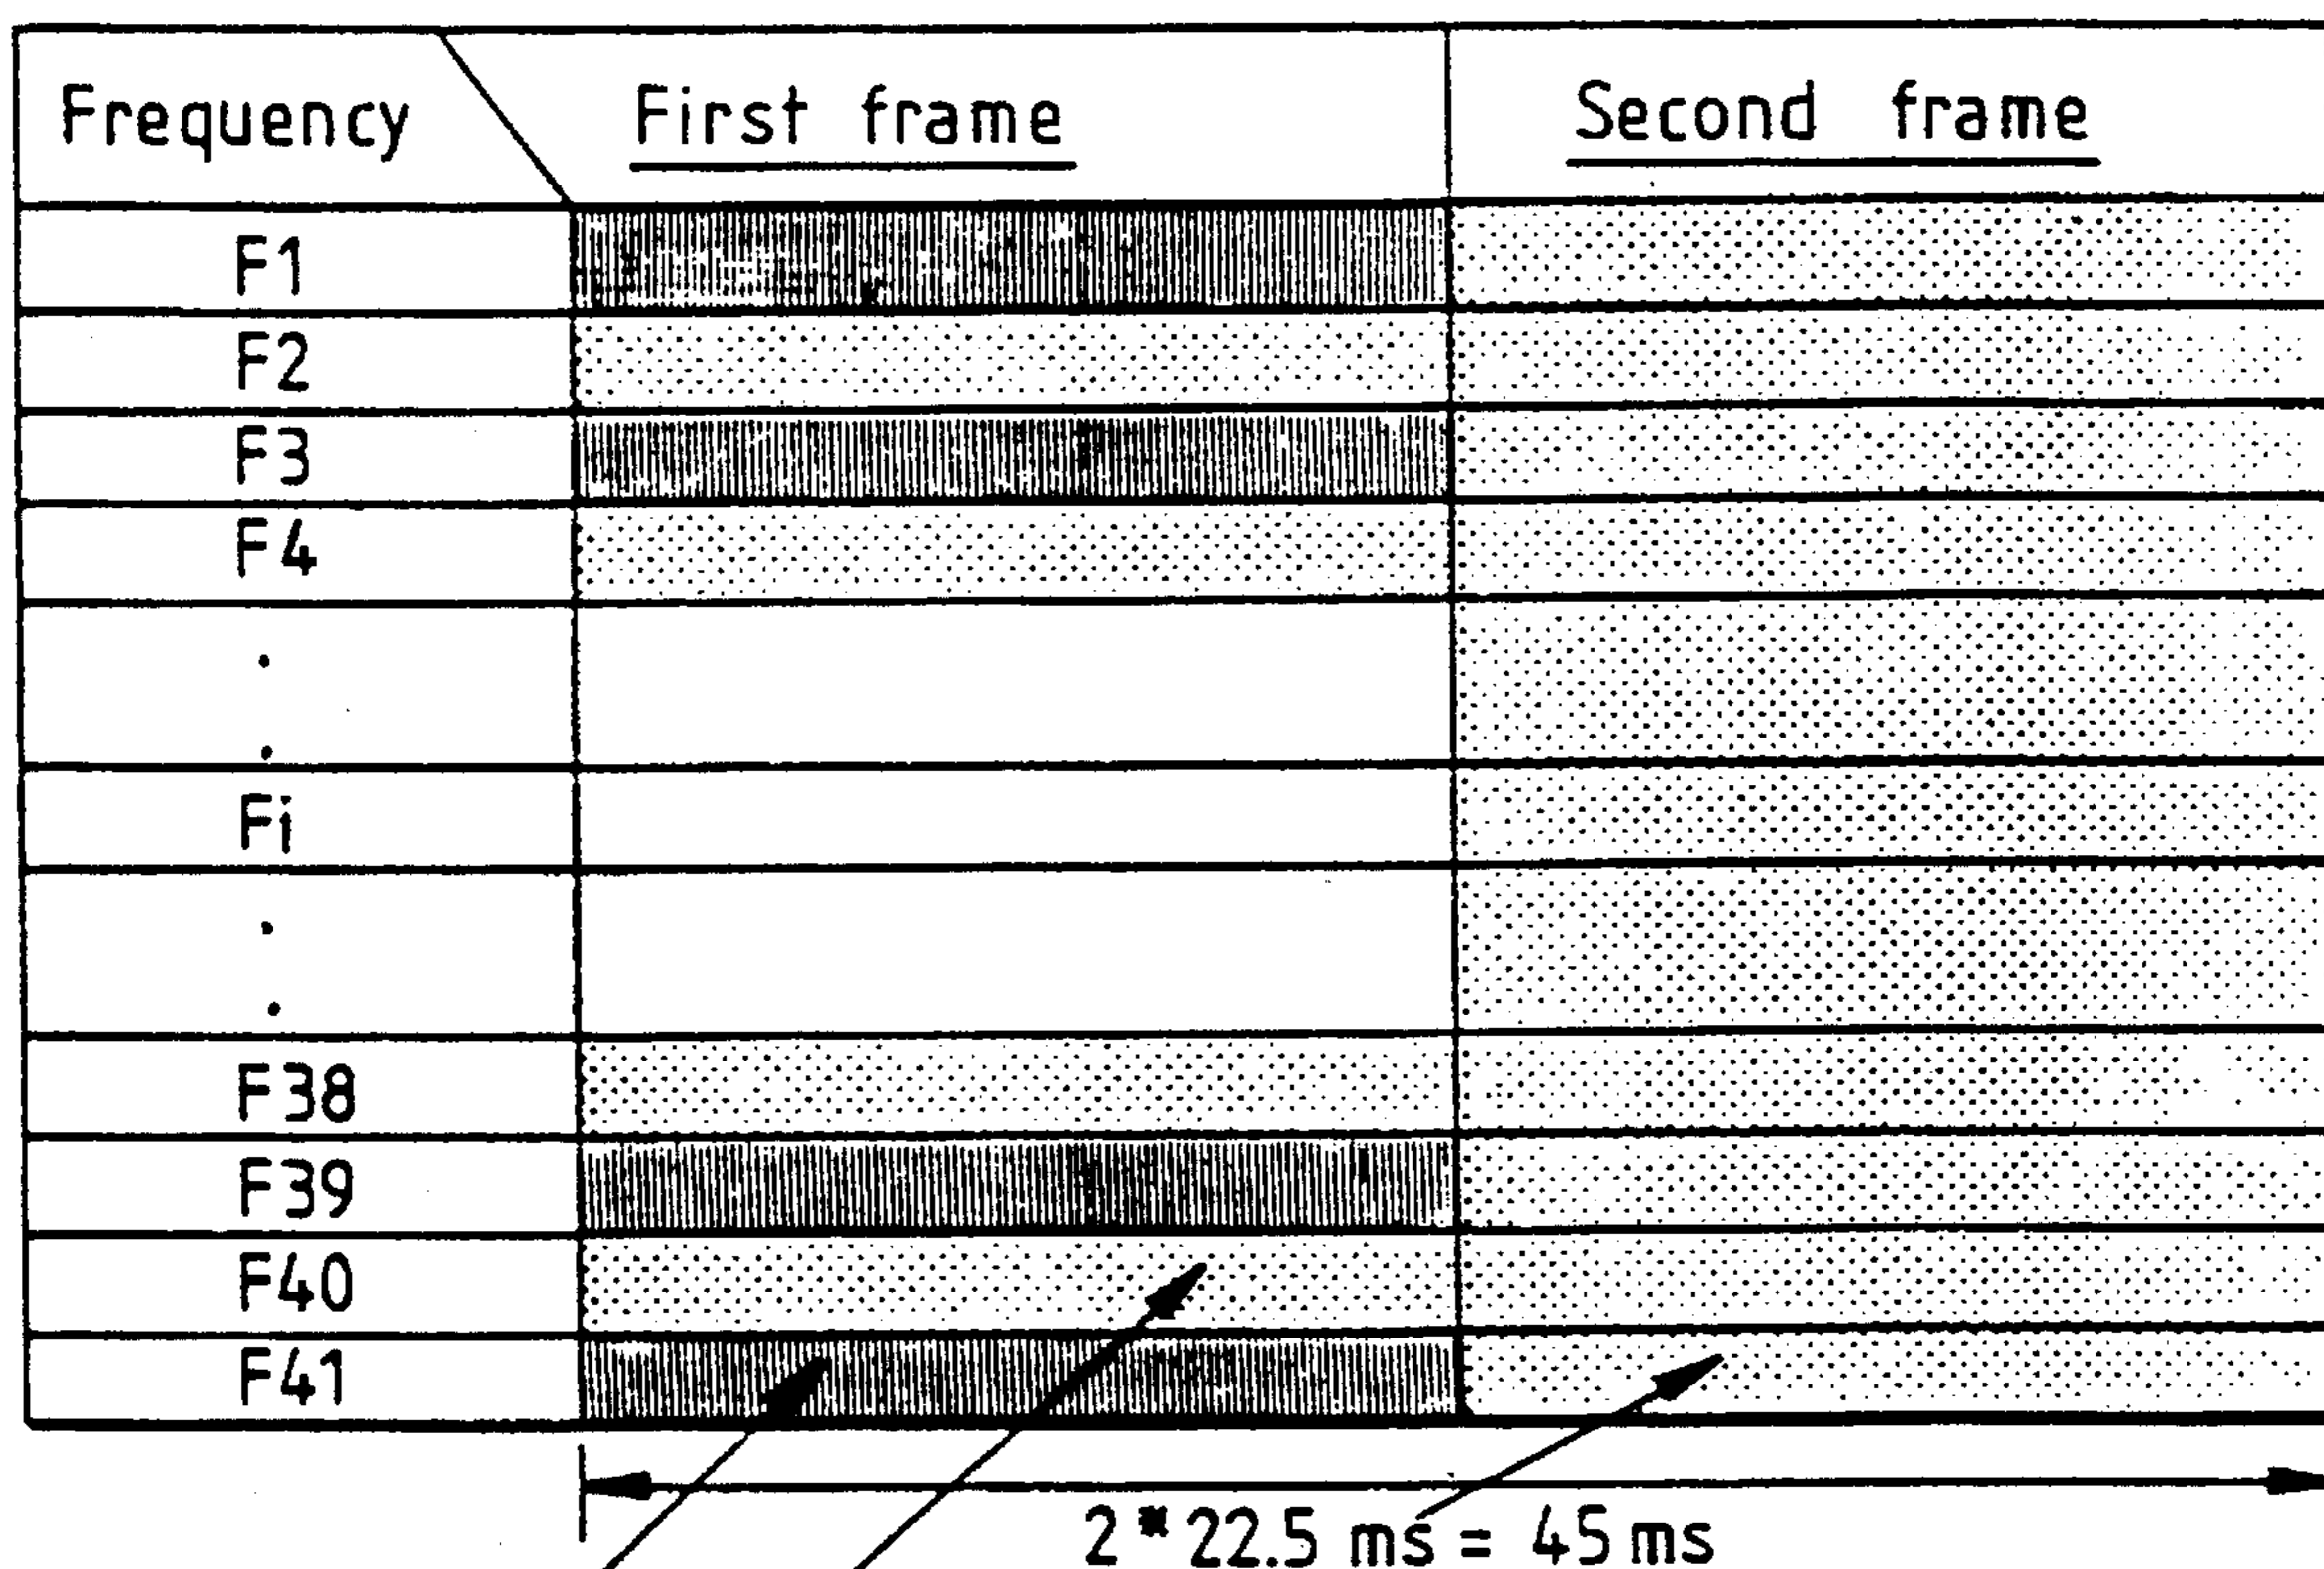 Frequency First frame Second frame
F1
F2
F3
F4
.
.
Fi
.
.
F38
F39
F40
F41
2*22.5 ms = 45 ms